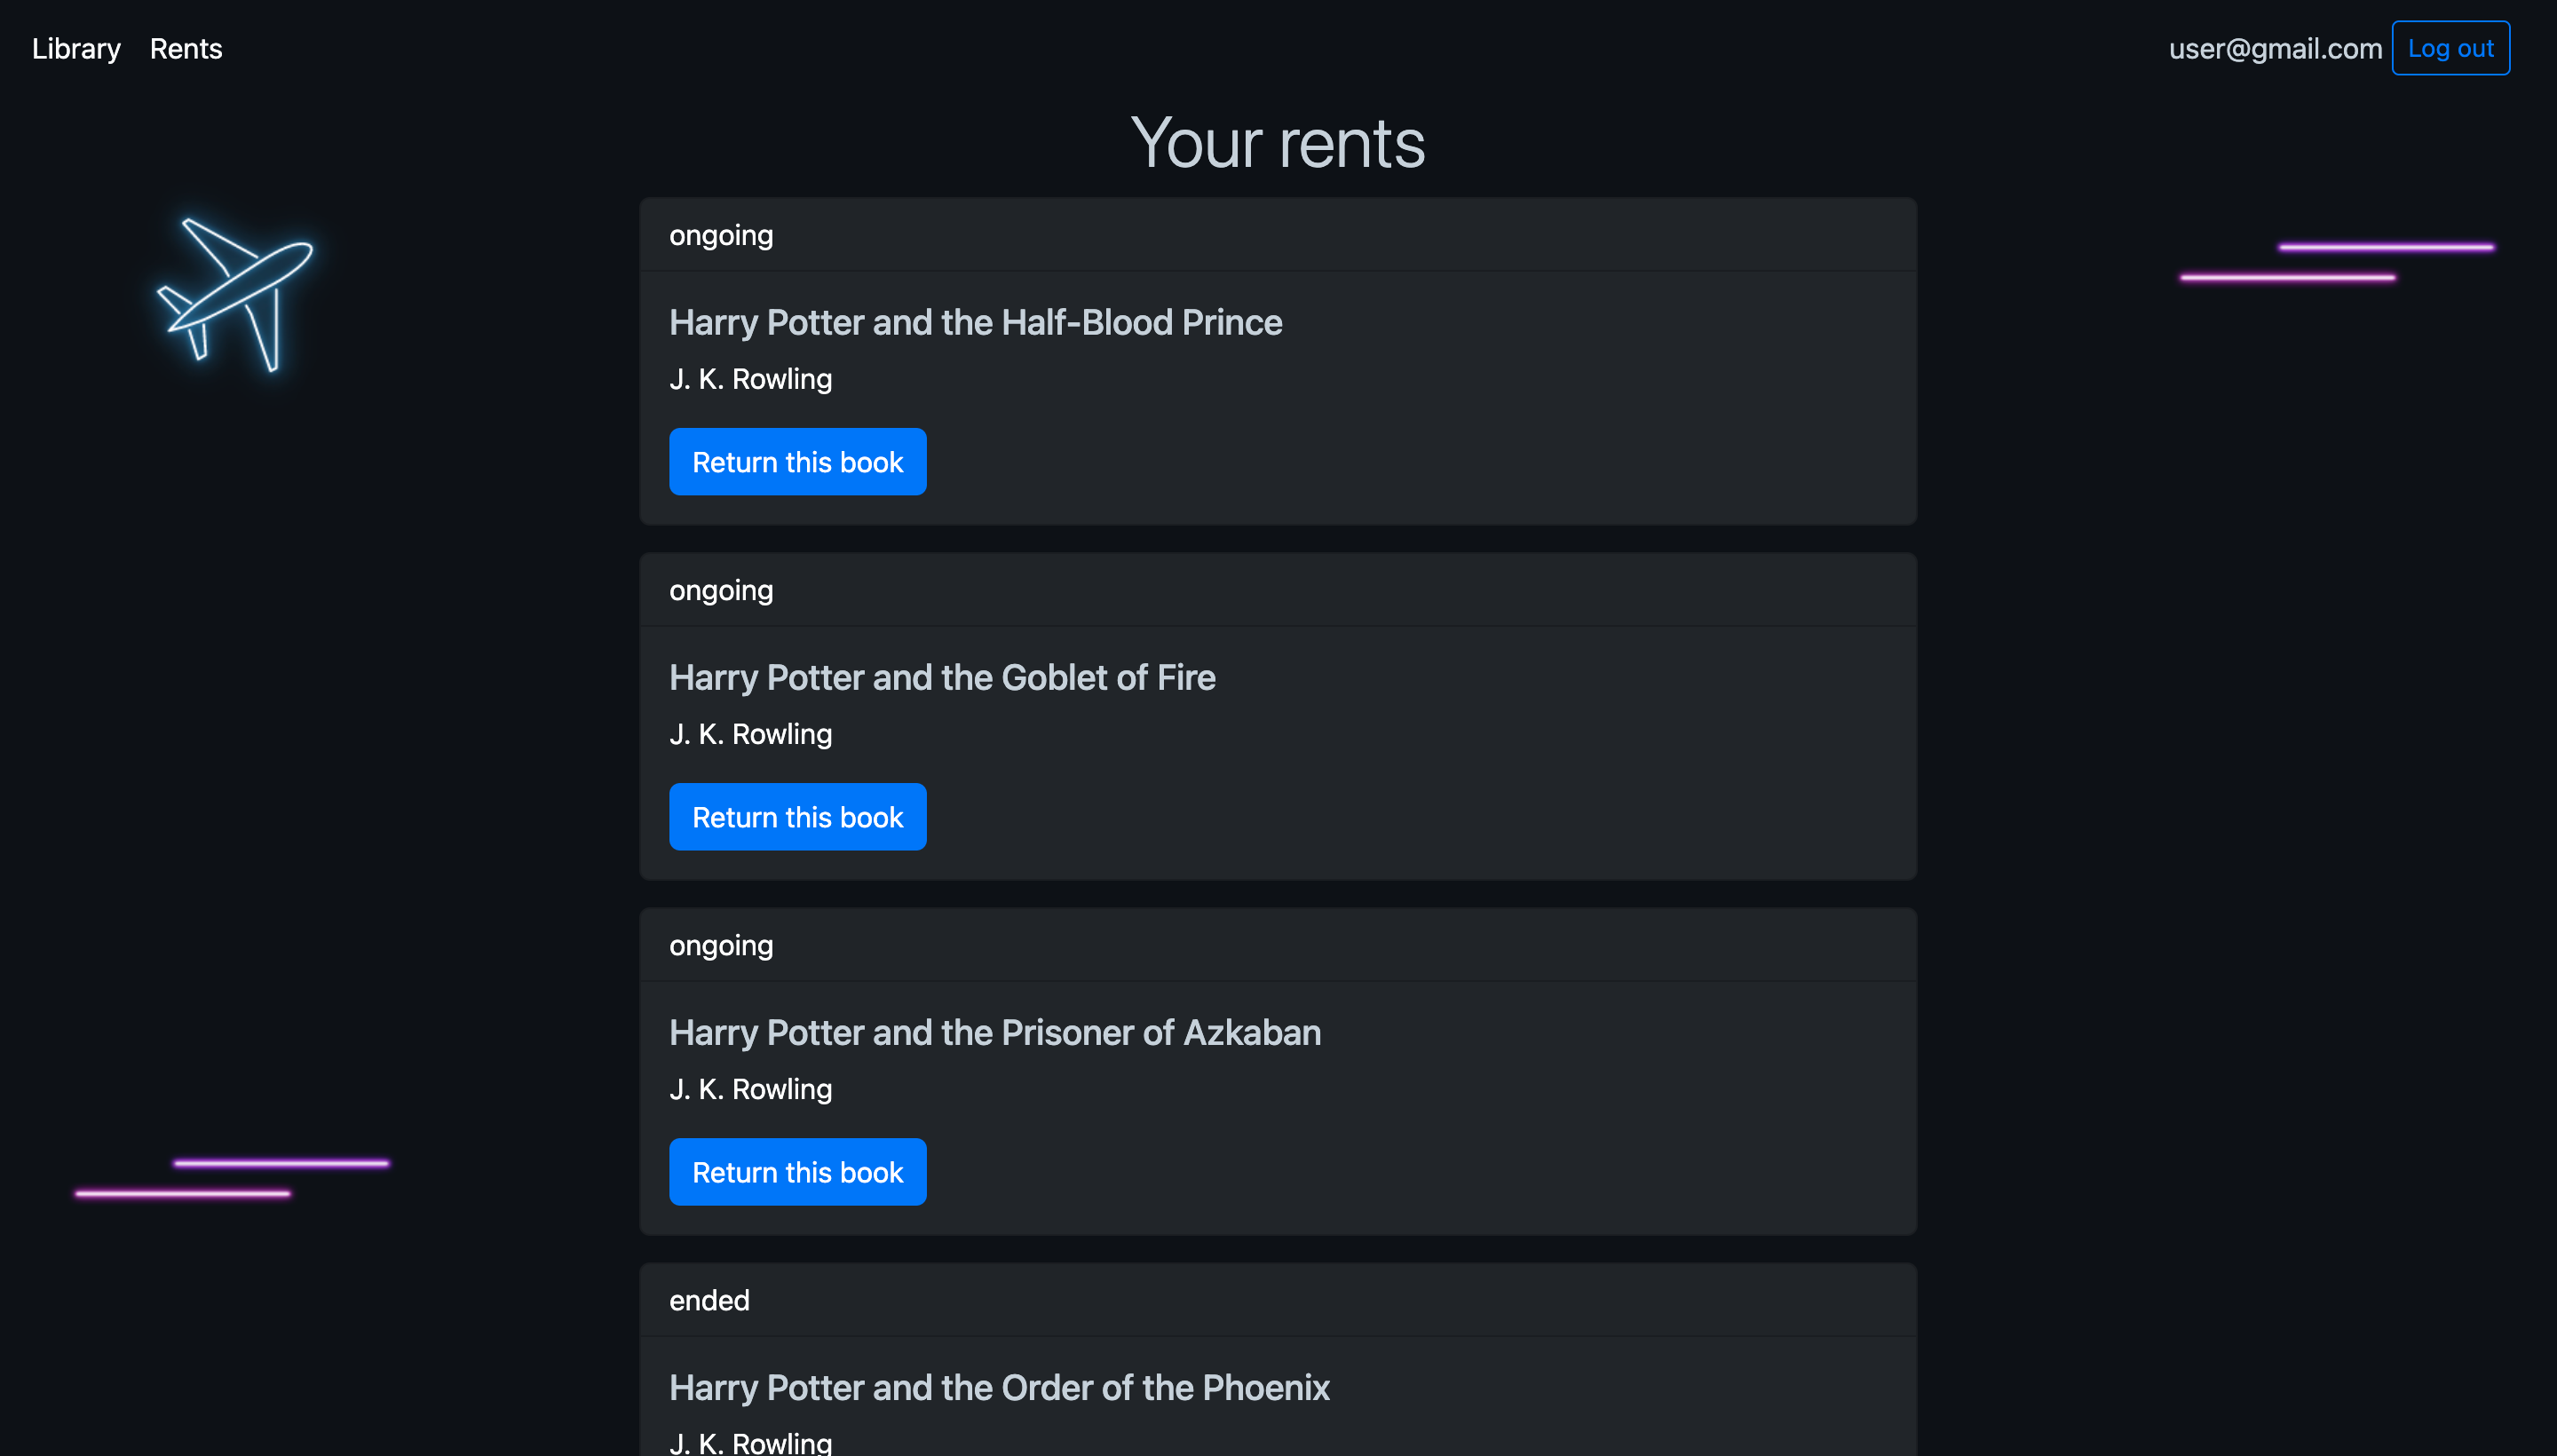 Library Rents user@gmail.com Log out
Your rents
ongoing
Harry Potter and the Half-Blood Prince
J. K. Rowling
Return this book
ongoing
Harry Potter and the Goblet of Fire
J. K. Rowling
Return this book
ongoing
Harry Potter and the Prisoner of Azkaban
J. K. Rowling
Return this book
ended
Harry Potter and the Order of the Phoenix
J. K. Rowling